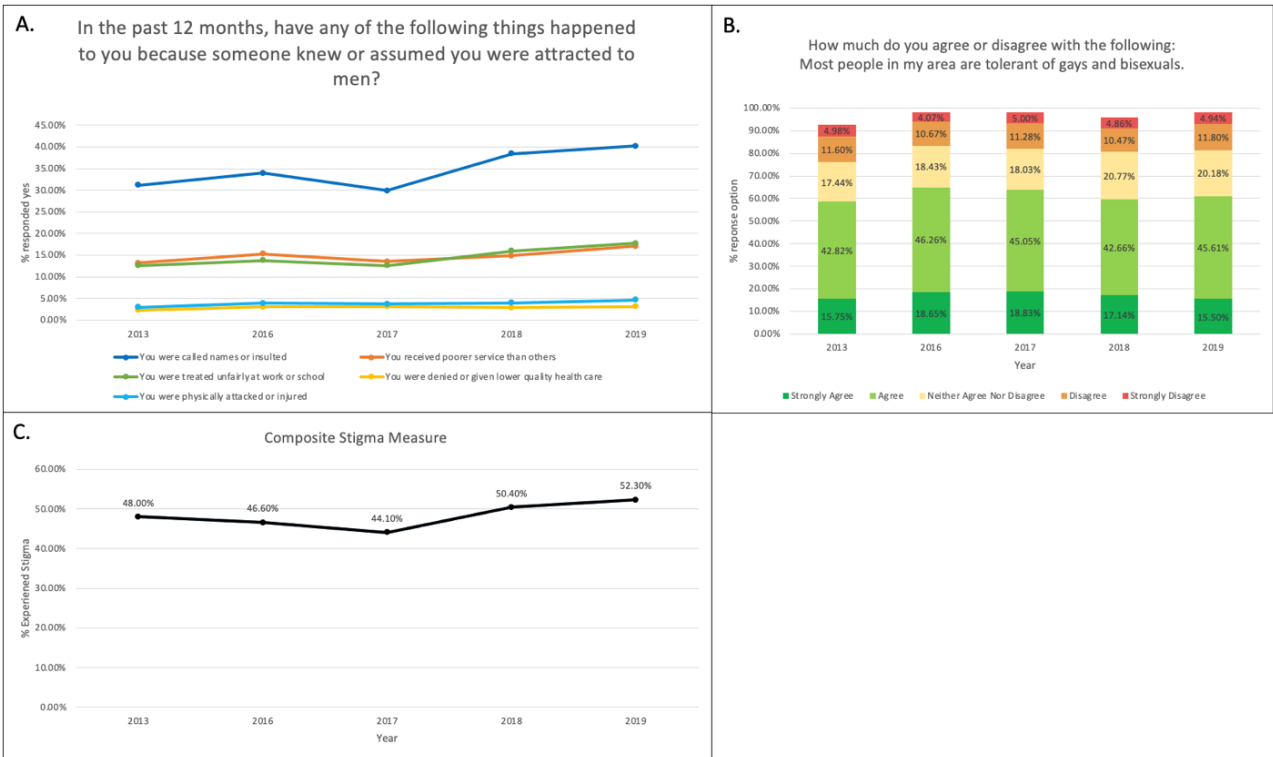 A.
In the past 12 months, have any of the following things happened
to you because someone knew or assumed you were attracted to
men?
% responded yes
45.00%
40.00%
35.00%
30.00%
25.00%
20.00%
15.00%
10.00%
5.00%
0.00%
2013 2016 2017 2018 2019
You were called names or insulted
You received poorer service than others
You were treated unfairly at work or school
You were denied or given lower quality health care
You were physically attacked or injured
B.
How much do you agree or disagree with the following:
Most people in my area are tolerant of gays and bisexuals.
% reponse option
100.00%
90.00%
80.00%
70.00%
60.00%
50.00%
40.00%
30.00%
20.00%
10.00%
0.00%
4.98% 4.07% 5.00% 4.86% 4.94%
11.60% 10.67% 11.28% 10.47% 11.80%
17.44% 18.43% 18.03% 20.77% 20.18%
42.82% 46.26% 45.05% 42.66% 45.61%
15.75% 18.65% 18.83% 17.14% 15.50%
2013 2016 2017 2018 2019
Year
Strongly Agree Agree Neither Agree Nor Disagree Disagree Strongly Disagree
C.
Composite Stigma Measure
% Experiened Stigma
60.00%
50.00%
40.00%
30.00%
20.00%
10.00%
0.00%
48.00% 46.60% 44.10% 50.40% 52.30%
2013 2016 2017 2018 2019
Year